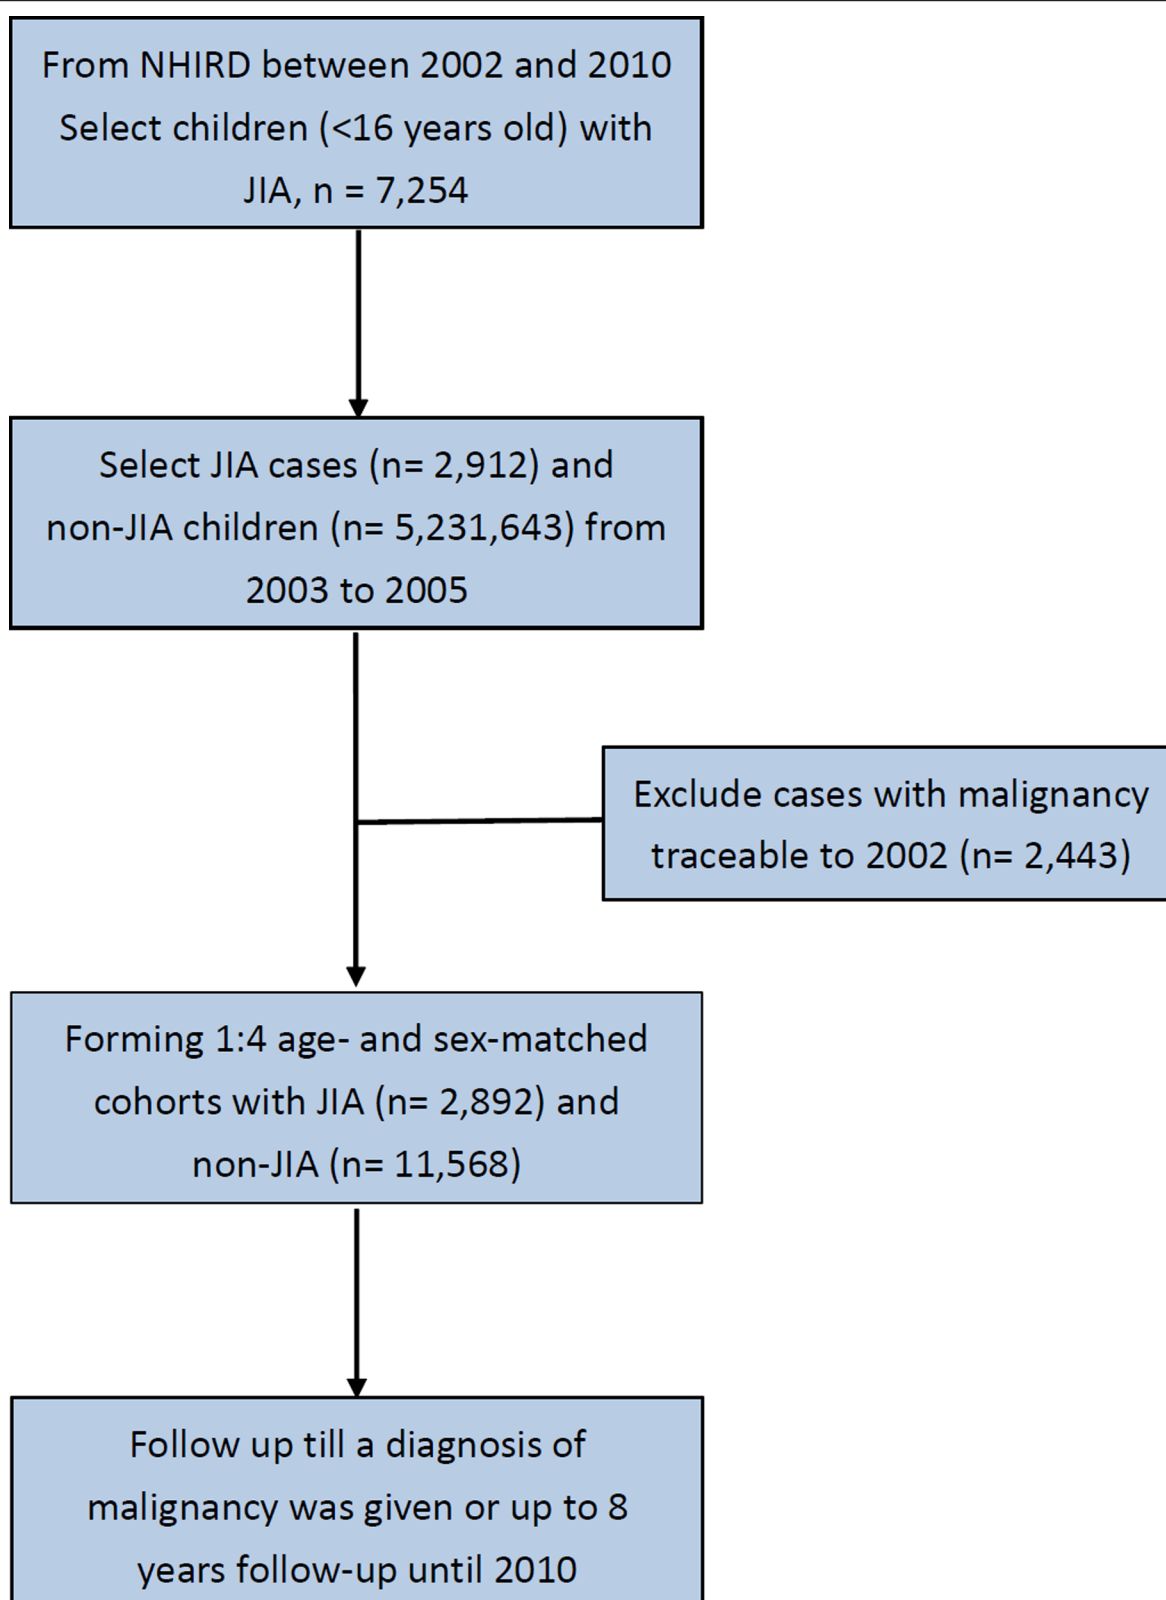 From NHIRD between 2002 and 2010
Select children (<16 years old) with
JIA, n = 7,254
Select JIA cases (n= 2,912) and
non-JIA children (n= 5,231,643) from
2003 to 2005
Exclude cases with malignancy
traceable to 2002 (n= 2,443)
Forming 1:4 age- and sex-matched
cohorts with JIA (n= 2,892) and
non-JIA (n= 11,568)
Follow up till a diagnosis of
malignancy was given or up to 8
years follow-up until 2010